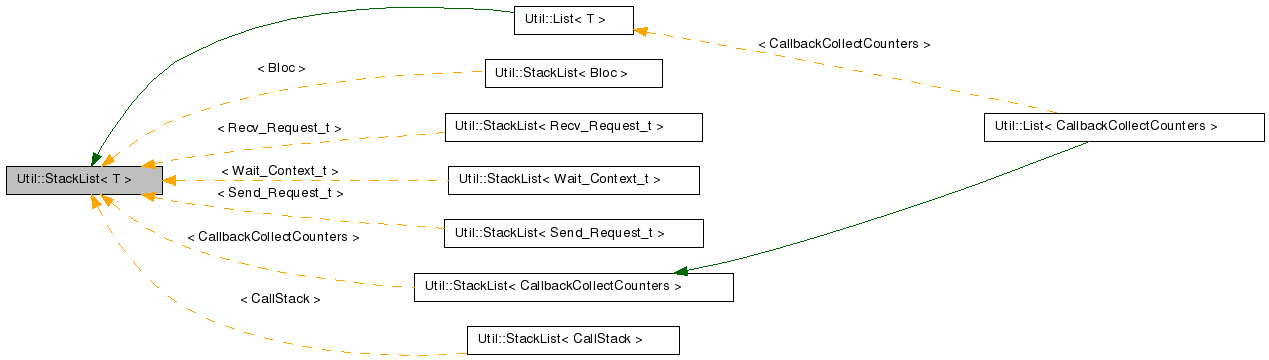 Util::List< T >
< CallbackCollectCounters >
< Bloc >
Util::StackList< Bloc >
< Recv_Request_t >
Util::StackList< Recv_Request_t >
Util::List< CallbackCollectCounters >
Util::StackList< T >
< Wait_Context_t >
Util::StackList< Wait_Context_t >
< Send_Request_t >
Util::StackList< Send_Request_t >
< CallbackCollectCounters >
Util::StackList< CallbackCollectCounters >
< CallStack >
Util::StackList< CallStack >